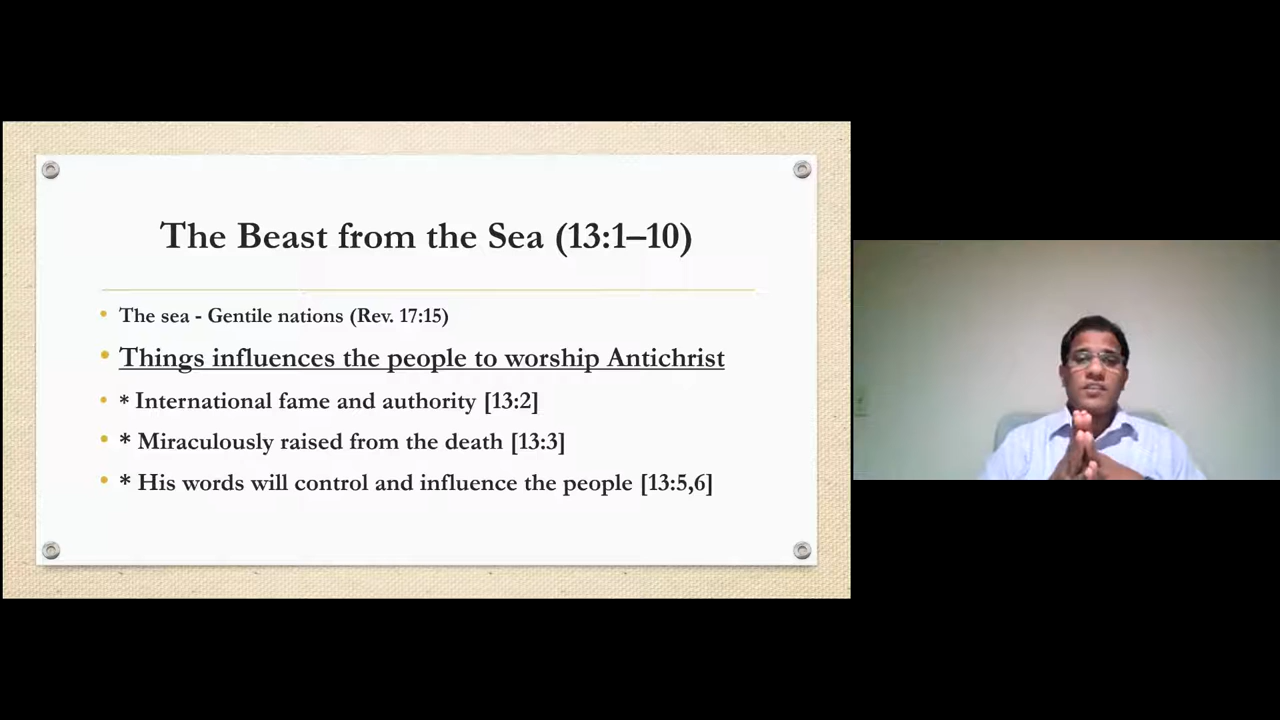 The Beast from the Sea (13:1–10)
• The sea - Gentile nations (Rev. 17:15)
• Things influences the people to worship Antichrist
• * International fame and authority [13:2]
• * Miraculously raised from the death [13:3]
• * His words will control and influence the people [13:5,6]